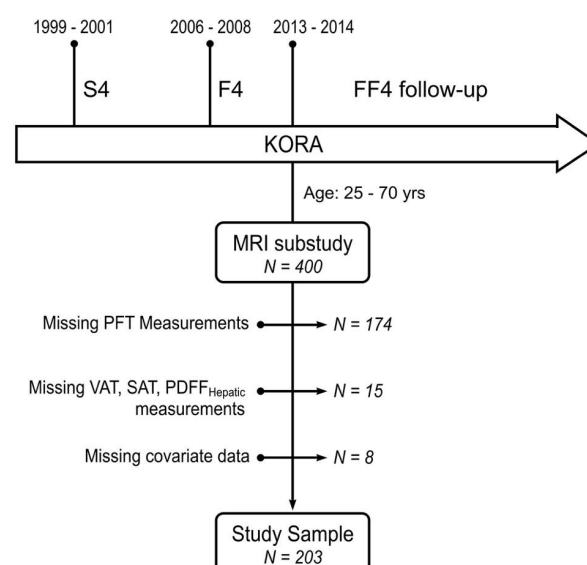 1999 - 2001
2006 - 2008
2013 - 2014
S4
F4
FF4 follow-up
KORA
Age: 25 - 70 yrs
MRI substudy
N = 400
Missing PFT Measurements
N = 174
Missing VAT, SAT, PDFFHepatic
measurements
N = 15
Missing covariate data
N = 8
Study Sample
N = 203